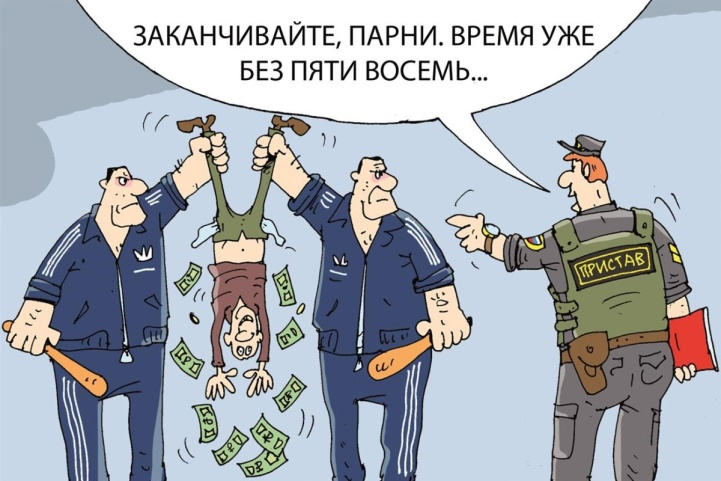 ЗАКАНЧИВАЙТЕ, ПАРНИ. ВРЕМЯ УЖЕ
БЕЗ ПЯТИ ВОСЕМЬ...
ПРИСТАВ